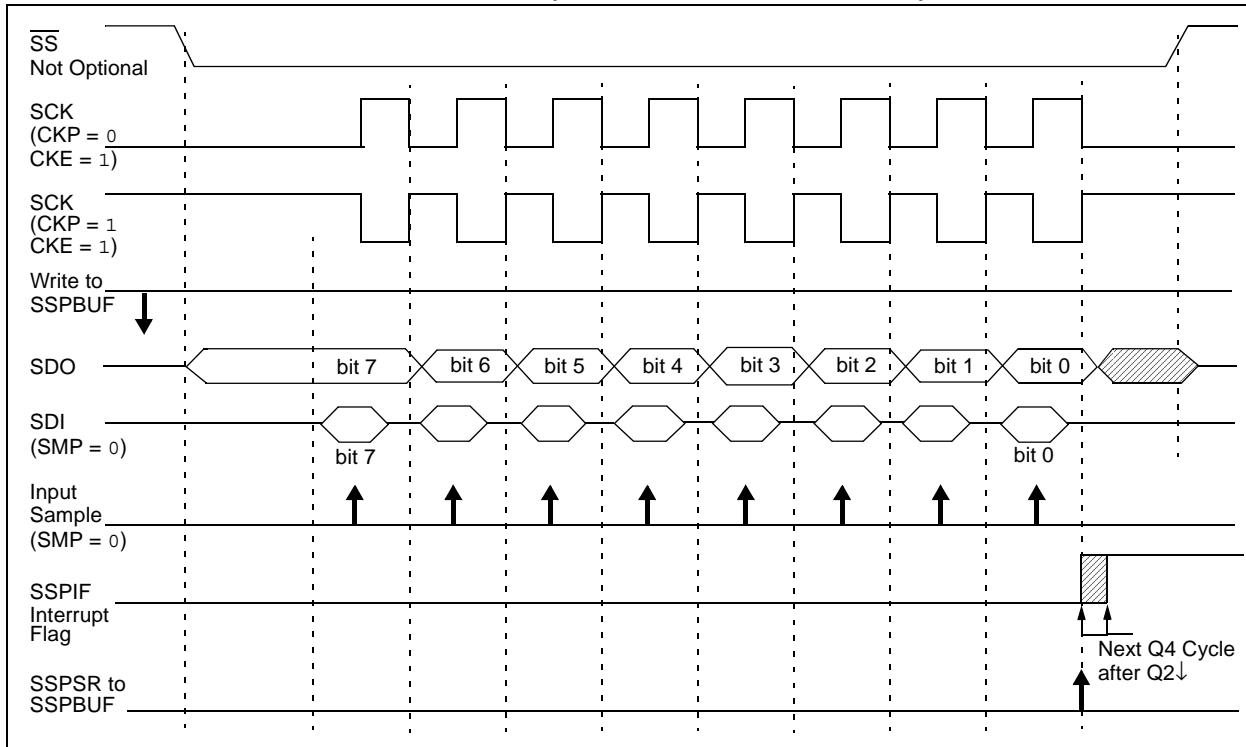 SS
Not Optional
SCK
(CKP = 0
CKE = 1)
SCK
(CKP = 1
CKE = 1)
Write to
SSPBUF
SDO
bit 7 bit 6 bit 5 bit 4 bit 3 bit 2 bit 1 bit 0
SDI
(SMP = 0)
bit 7 bit 0
Input
Sample
(SMP = 0)
SSPIF
Interrupt
Flag
Next Q4 Cycle
after Q2↓
SSPSR to
SSPBUF